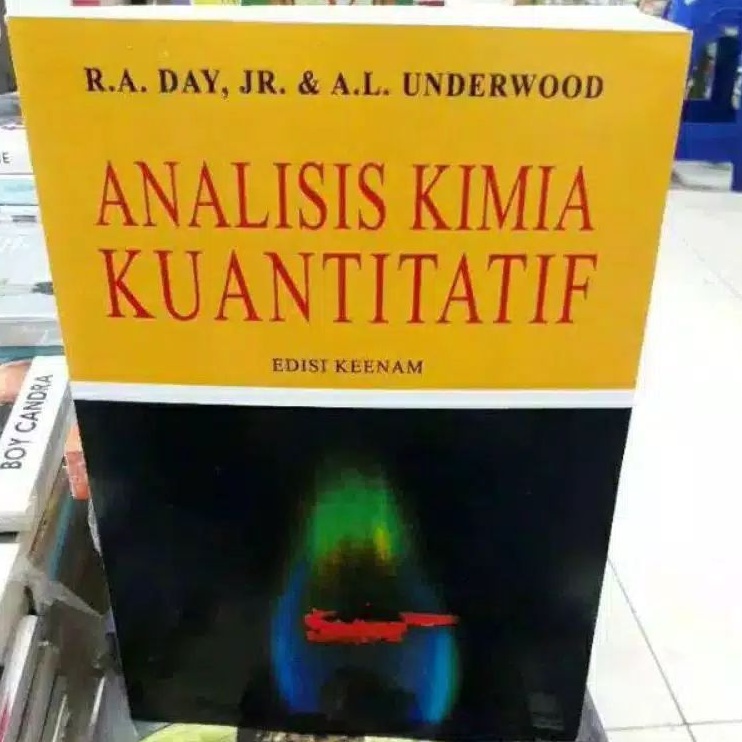 R.A. DAY, JR. & A.L. UNDERWOOD
ANALISIS KIMIA
KUANTITATIF
EDISI KEENAM
BOY CANDRA